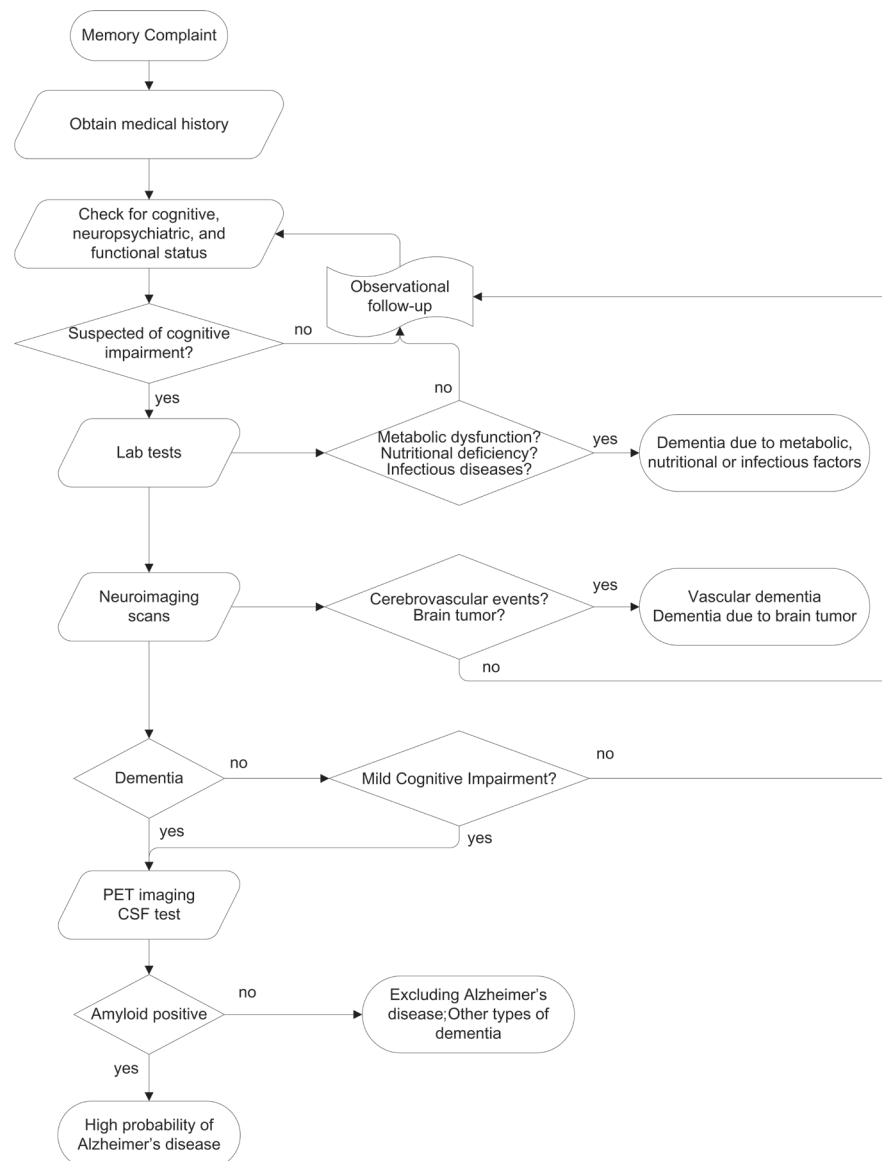 Memory Complaint
Obtain medical history
Check for cognitive,
neuropsychiatric, and
functional status
Observational
follow-up
Suspected of cognitive
impairment?
no
yes
no
Lab tests
Metabolic dysfunction?
Nutritional deficiency?
Infectious diseases?
yes
Dementia due to metabolic,
nutritional or infectious factors
Neuroimaging
scans
Cerebrovascular events?
Brain tumor?
yes
Vascular dementia
Dementia due to brain tumor
no
Dementia
no
Mild Cognitive Impairment?
no
yes
yes
PET imaging
CSF test
Amyloid positive
no
Excluding Alzheimer's
disease;Other types of
dementia
yes
High probability of
Alzheimer's disease